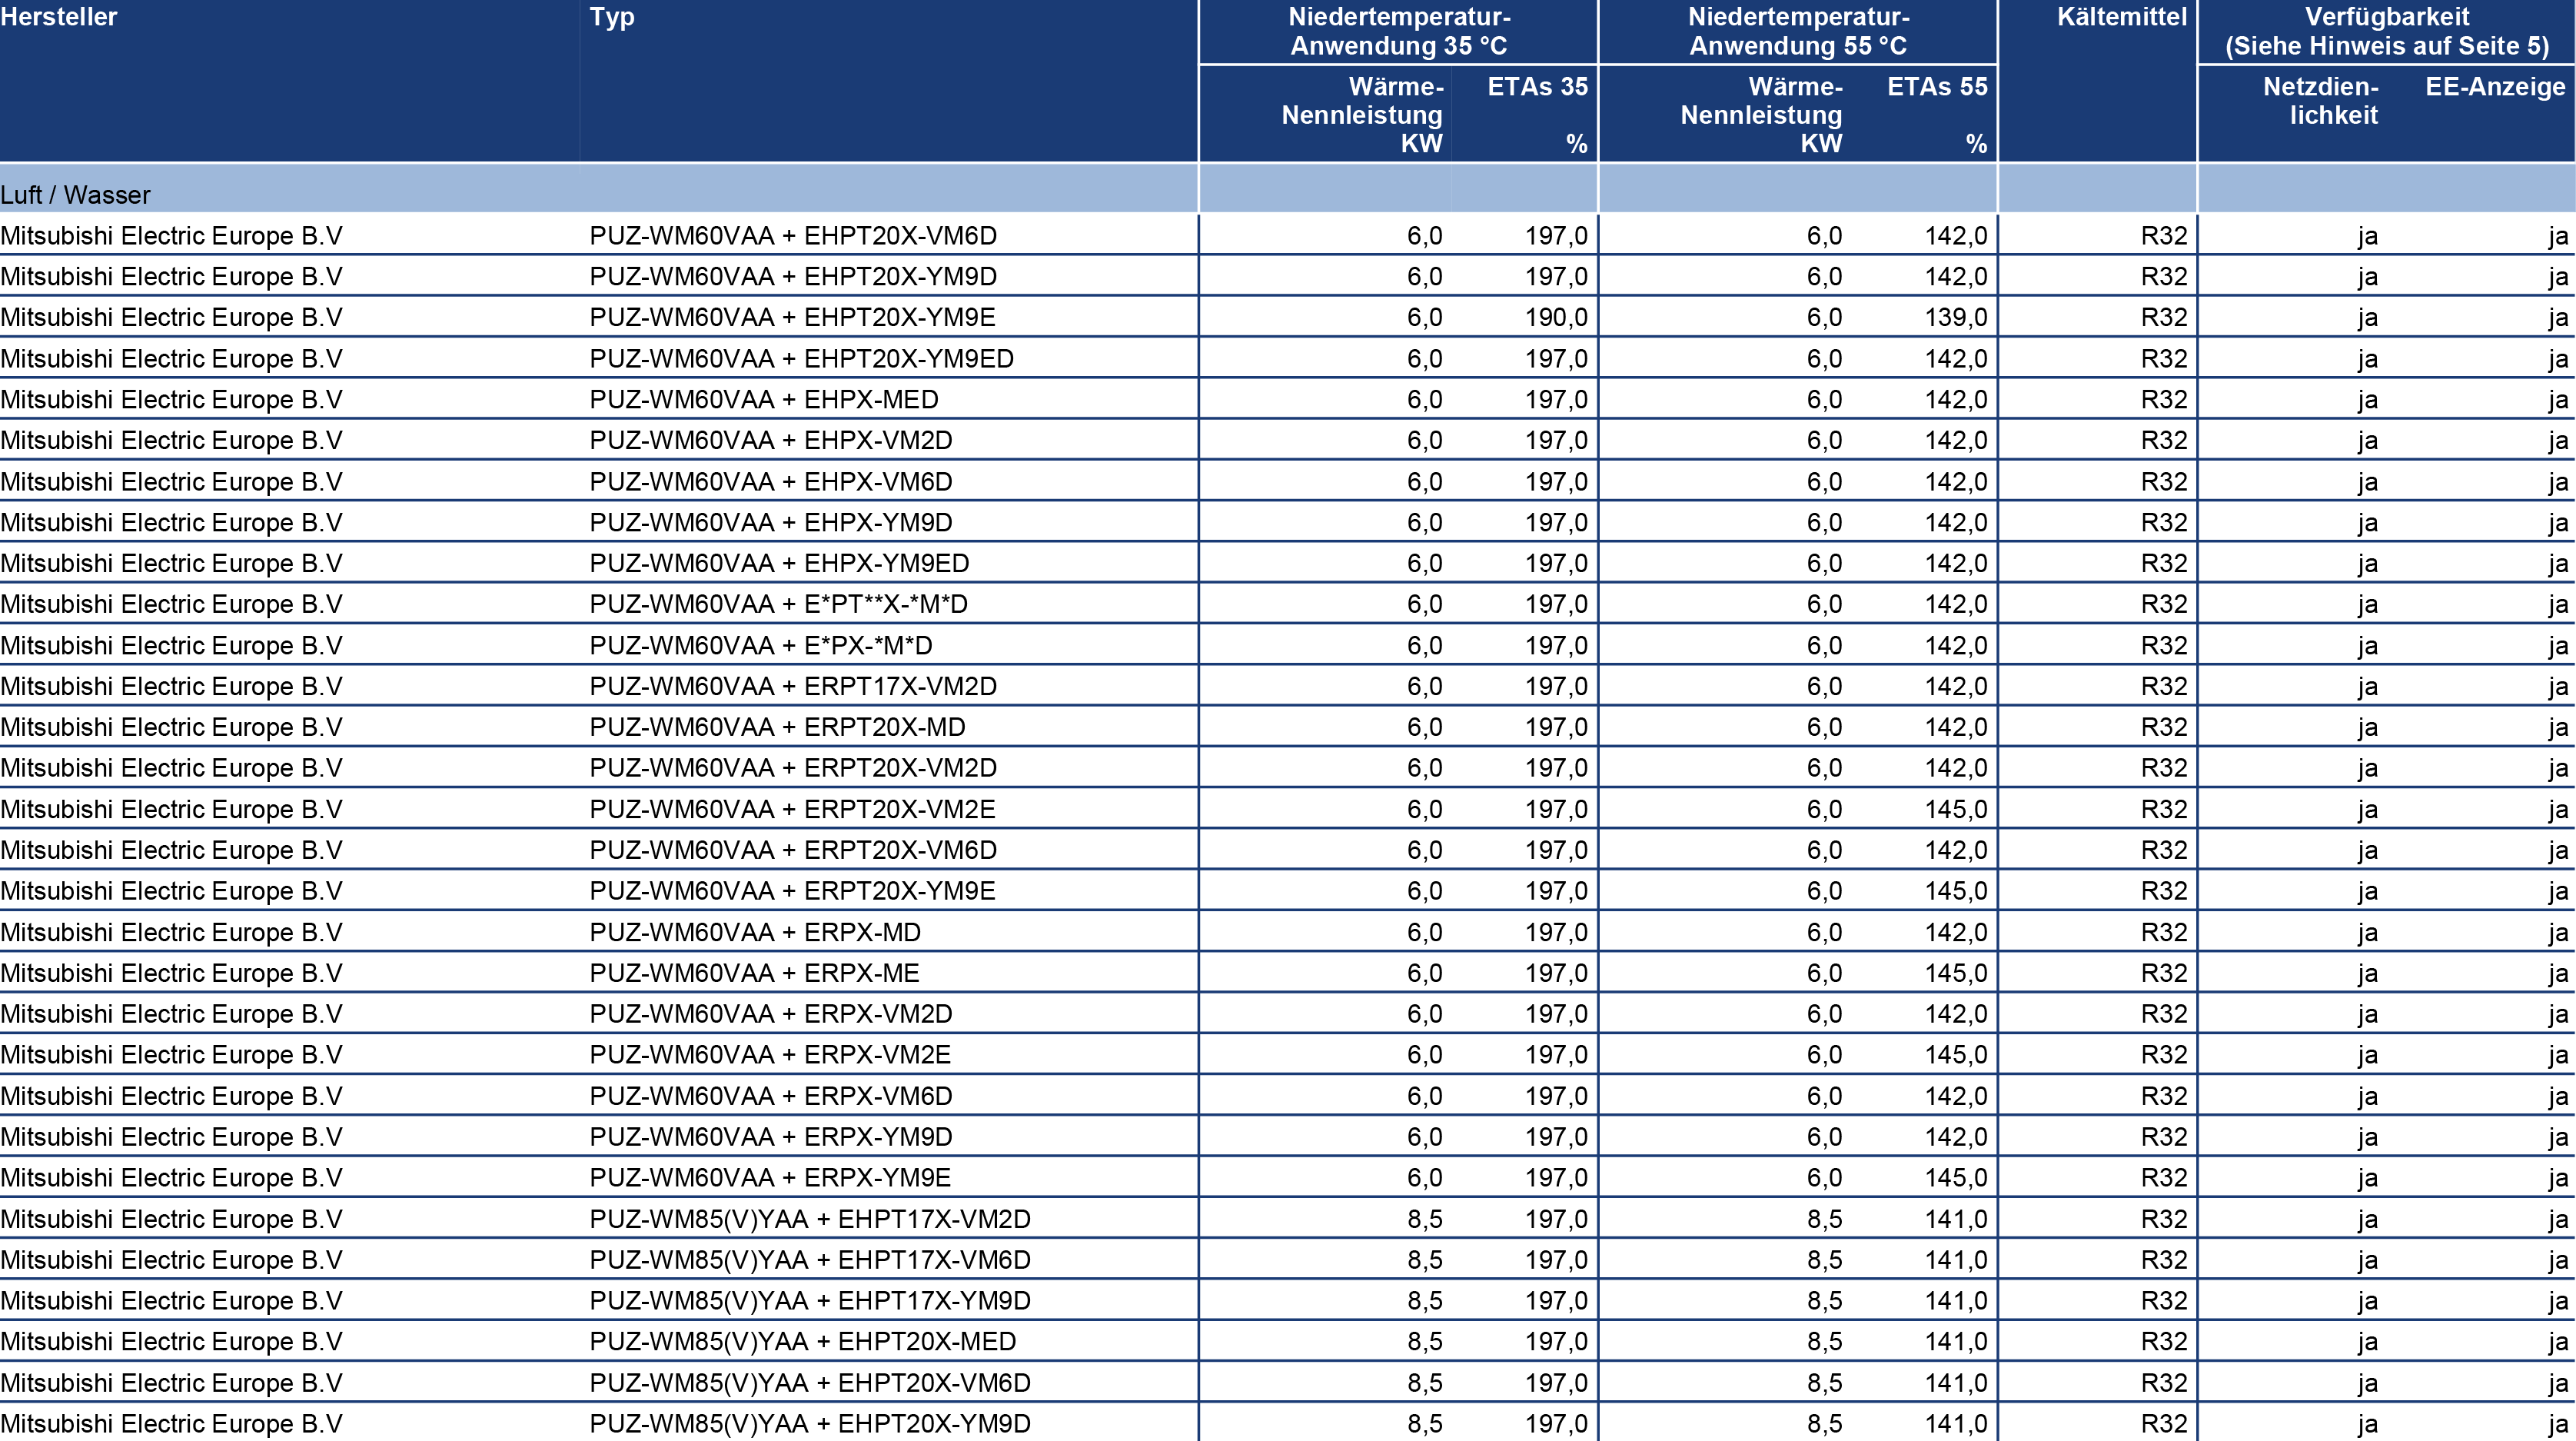 Hersteller Typ Niedertemperatur- Niedertemperatur- Kältemittel Verfügbarkeit
Anwendung 35 °C Anwendung 55 °C (Siehe Hinweis auf Seite 5)
Wärme- ETAs 35 Wärme- ETAs 55 Netzdien- EE-Anzeige
Nennleistung Nennleistung lichkeit
KW % KW %
Luft / Wasser
Mitsubishi Electric Europe B.V PUZ-WM60VAA + EHPT20X-VM6D 6,0 197,0 6,0 142,0 R32 ja ja
Mitsubishi Electric Europe B.V PUZ-WM60VAA + EHPT20X-YM9D 6,0 197,0 6,0 142,0 R32 ja ja
Mitsubishi Electric Europe B.V PUZ-WM60VAA + EHPT20X-YM9E 6,0 190,0 6,0 139,0 R32 ja ja
Mitsubishi Electric Europe B.V PUZ-WM60VAA + EHPT20X-YM9ED 6,0 197,0 6,0 142,0 R32 ja ja
Mitsubishi Electric Europe B.V PUZ-WM60VAA + EHPX-MED 6,0 197,0 6,0 142,0 R32 ja ja
Mitsubishi Electric Europe B.V PUZ-WM60VAA + EHPX-VM2D 6,0 197,0 6,0 142,0 R32 ja ja
Mitsubishi Electric Europe B.V PUZ-WM60VAA + EHPX-VM6D 6,0 197,0 6,0 142,0 R32 ja ja
Mitsubishi Electric Europe B.V PUZ-WM60VAA + EHPX-YM9D 6,0 197,0 6,0 142,0 R32 ja ja
Mitsubishi Electric Europe B.V PUZ-WM60VAA + EHPX-YM9ED 6,0 197,0 6,0 142,0 R32 ja ja
Mitsubishi Electric Europe B.V PUZ-WM60VAA + E*PT**X-*M*D 6,0 197,0 6,0 142,0 R32 ja ja
Mitsubishi Electric Europe B.V PUZ-WM60VAA + E*PX-*M*D 6,0 197,0 6,0 142,0 R32 ja ja
Mitsubishi Electric Europe B.V PUZ-WM60VAA + ERPT17X-VM2D 6,0 197,0 6,0 142,0 R32 ja ja
Mitsubishi Electric Europe B.V PUZ-WM60VAA + ERPT20X-MD 6,0 197,0 6,0 142,0 R32 ja ja
Mitsubishi Electric Europe B.V PUZ-WM60VAA + ERPT20X-VM2D 6,0 197,0 6,0 142,0 R32 ja ja
Mitsubishi Electric Europe B.V PUZ-WM60VAA + ERPT20X-VM2E 6,0 197,0 6,0 145,0 R32 ja ja
Mitsubishi Electric Europe B.V PUZ-WM60VAA + ERPT20X-VM6D 6,0 197,0 6,0 142,0 R32 ja ja
Mitsubishi Electric Europe B.V PUZ-WM60VAA + ERPT20X-YM9E 6,0 197,0 6,0 145,0 R32 ja ja
Mitsubishi Electric Europe B.V PUZ-WM60VAA + ERPX-MD 6,0 197,0 6,0 142,0 R32 ja ja
Mitsubishi Electric Europe B.V PUZ-WM60VAA + ERPX-ME 6,0 197,0 6,0 145,0 R32 ja ja
Mitsubishi Electric Europe B.V PUZ-WM60VAA + ERPX-VM2D 6,0 197,0 6,0 142,0 R32 ja ja
Mitsubishi Electric Europe B.V PUZ-WM60VAA + ERPX-VM2E 6,0 197,0 6,0 145,0 R32 ja ja
Mitsubishi Electric Europe B.V PUZ-WM60VAA + ERPX-VM6D 6,0 197,0 6,0 142,0 R32 ja ja
Mitsubishi Electric Europe B.V PUZ-WM60VAA + ERPX-YM9D 6,0 197,0 6,0 142,0 R32 ja ja
Mitsubishi Electric Europe B.V PUZ-WM60VAA + ERPX-YM9E 6,0 197,0 6,0 145,0 R32 ja ja
Mitsubishi Electric Europe B.V PUZ-WM85(V)YAA + EHPT17X-VM2D 8,5 197,0 8,5 141,0 R32 ja ja
Mitsubishi Electric Europe B.V PUZ-WM85(V)YAA + EHPT17X-VM6D 8,5 197,0 8,5 141,0 R32 ja ja
Mitsubishi Electric Europe B.V PUZ-WM85(V)YAA + EHPT17X-YM9D 8,5 197,0 8,5 141,0 R32 ja ja
Mitsubishi Electric Europe B.V PUZ-WM85(V)YAA + EHPT20X-MED 8,5 197,0 8,5 141,0 R32 ja ja
Mitsubishi Electric Europe B.V PUZ-WM85(V)YAA + EHPT20X-VM6D 8,5 197,0 8,5 141,0 R32 ja ja
Mitsubishi Electric Europe B.V PUZ-WM85(V)YAA + EHPT20X-YM9D 8,5 197,0 8,5 141,0 R32 ja ja